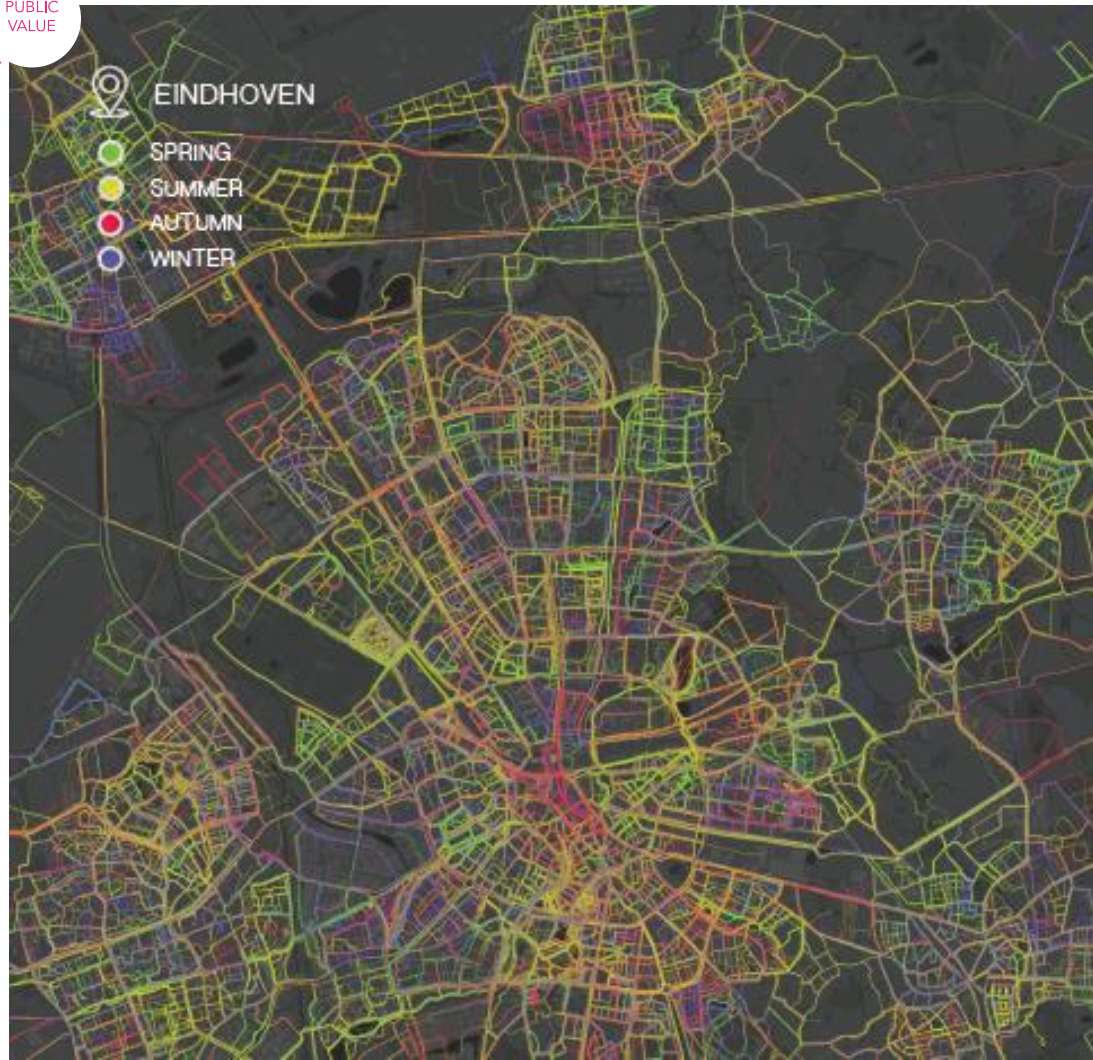 PUBLIC
VALUE
EINDHOVEN
SPRING
SUMMER
AUTUMN
WINTER